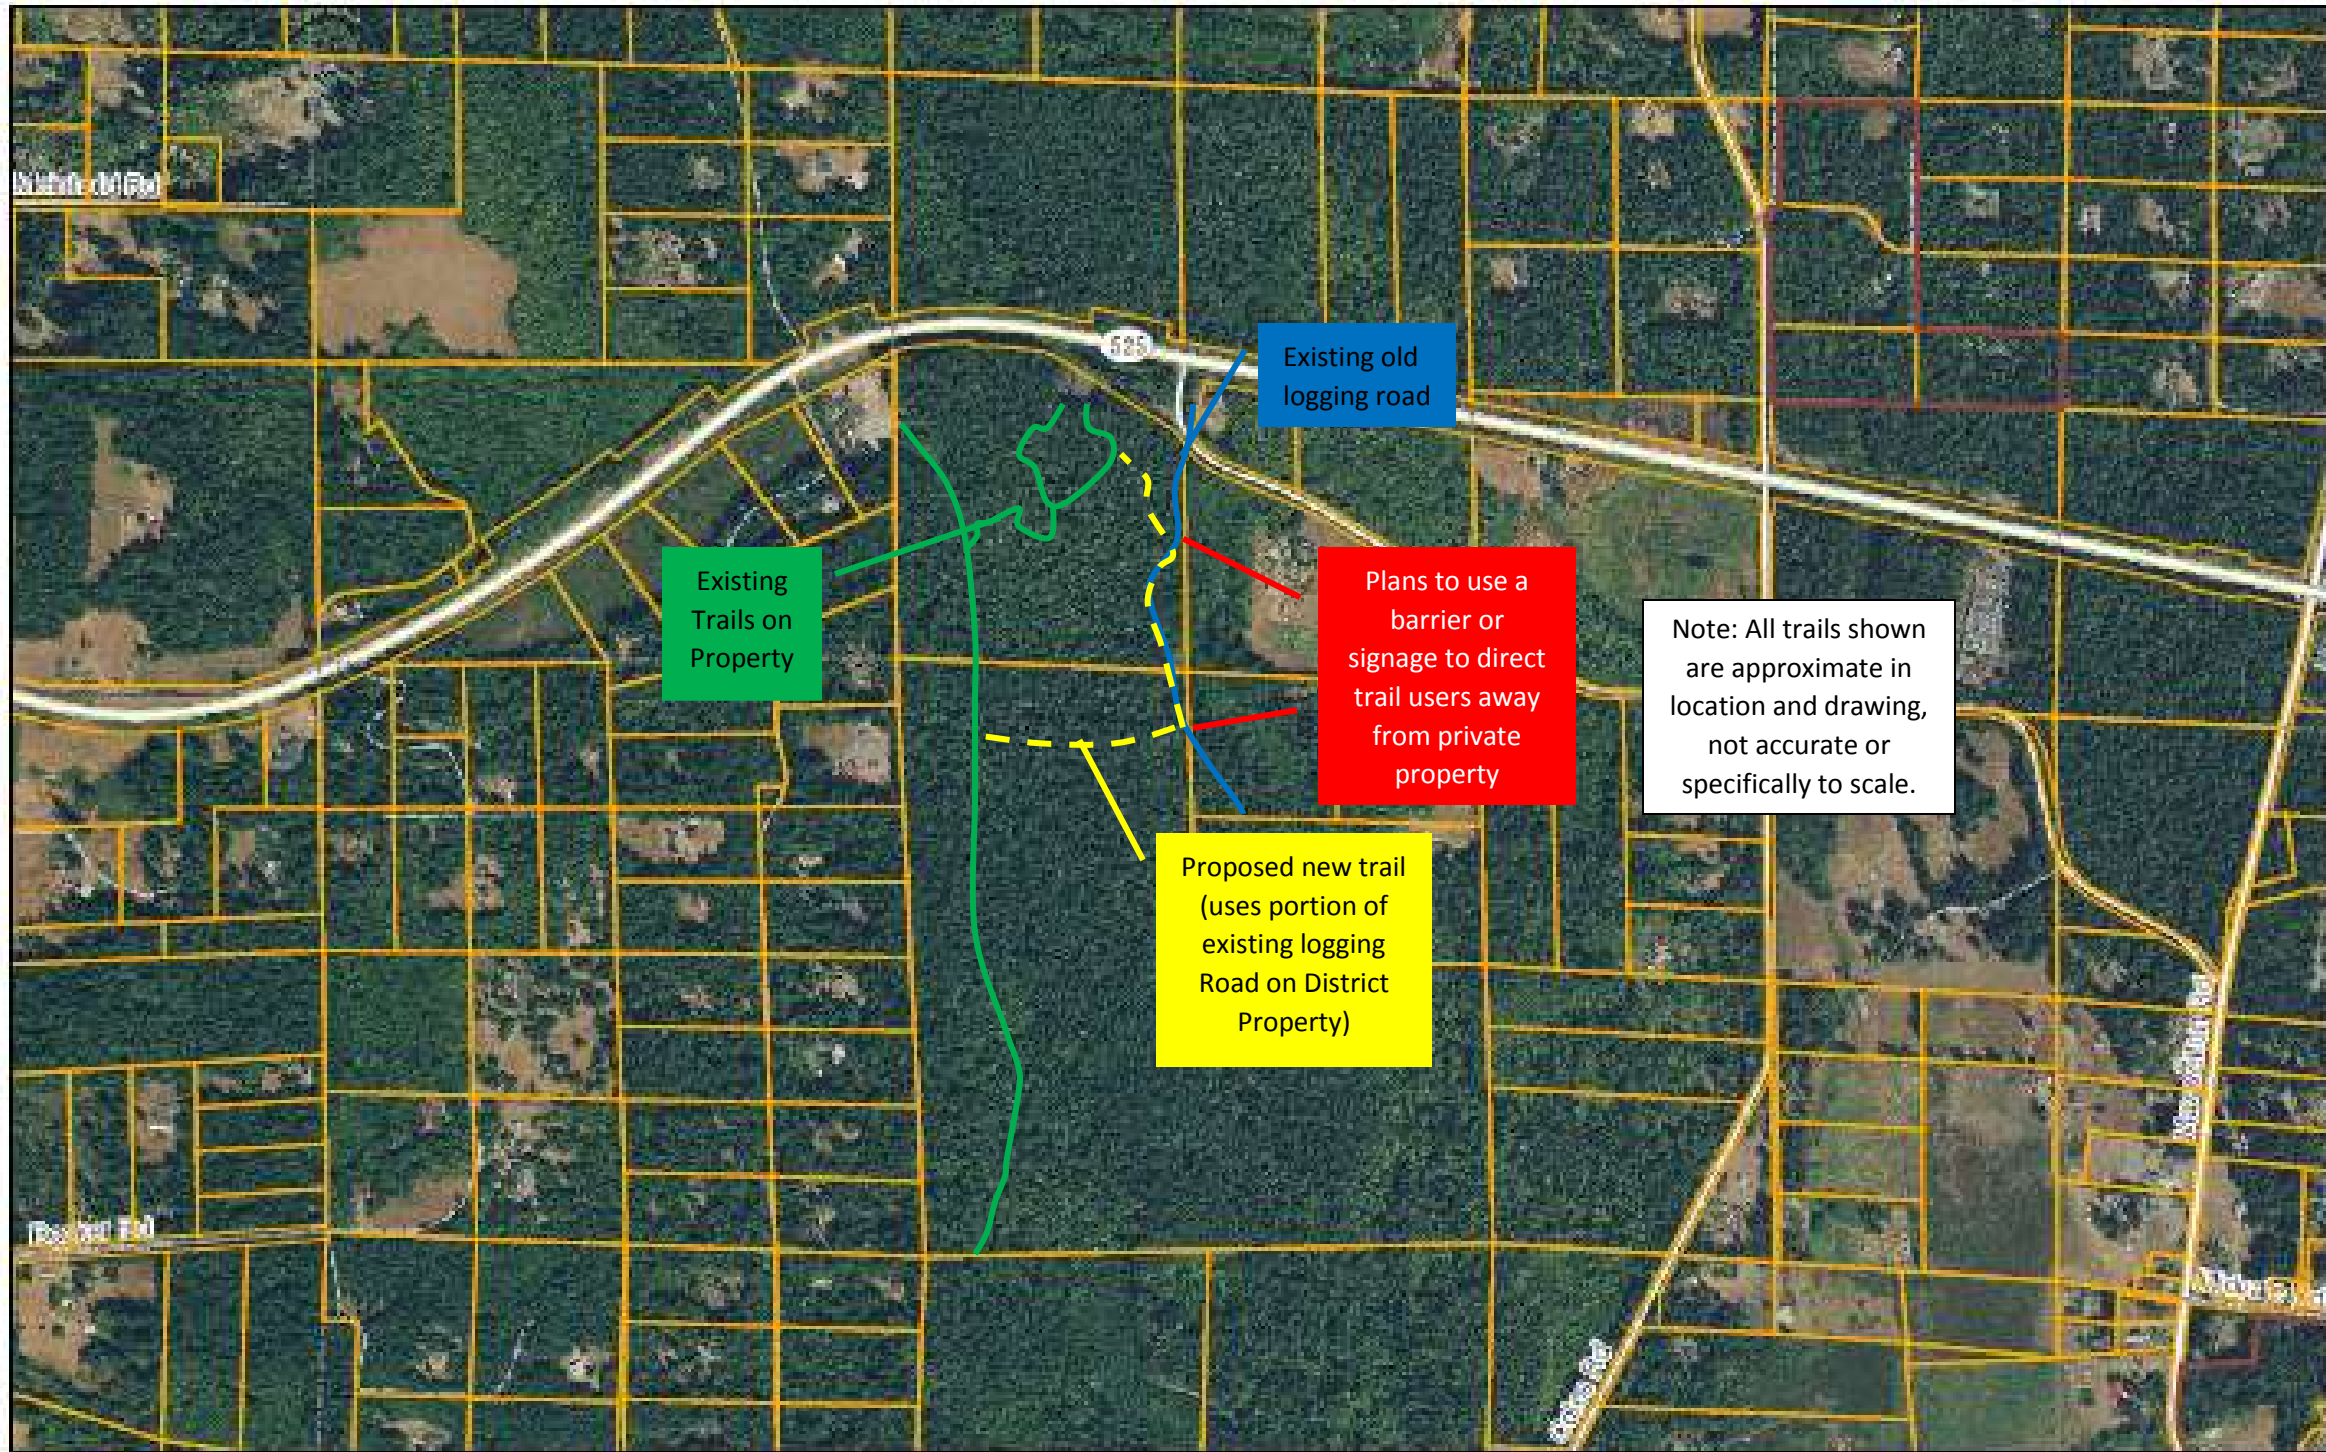 525
Existing old
logging road
Existing
Trails on
Property
Plans to use a
barrier or
signage to direct
trail users away
from private
property
Note: All trails shown
are approximate in
location and drawing,
not accurate or
specifically to scale.
Proposed new trail
(uses portion of
existing logging
Road on District
Property)